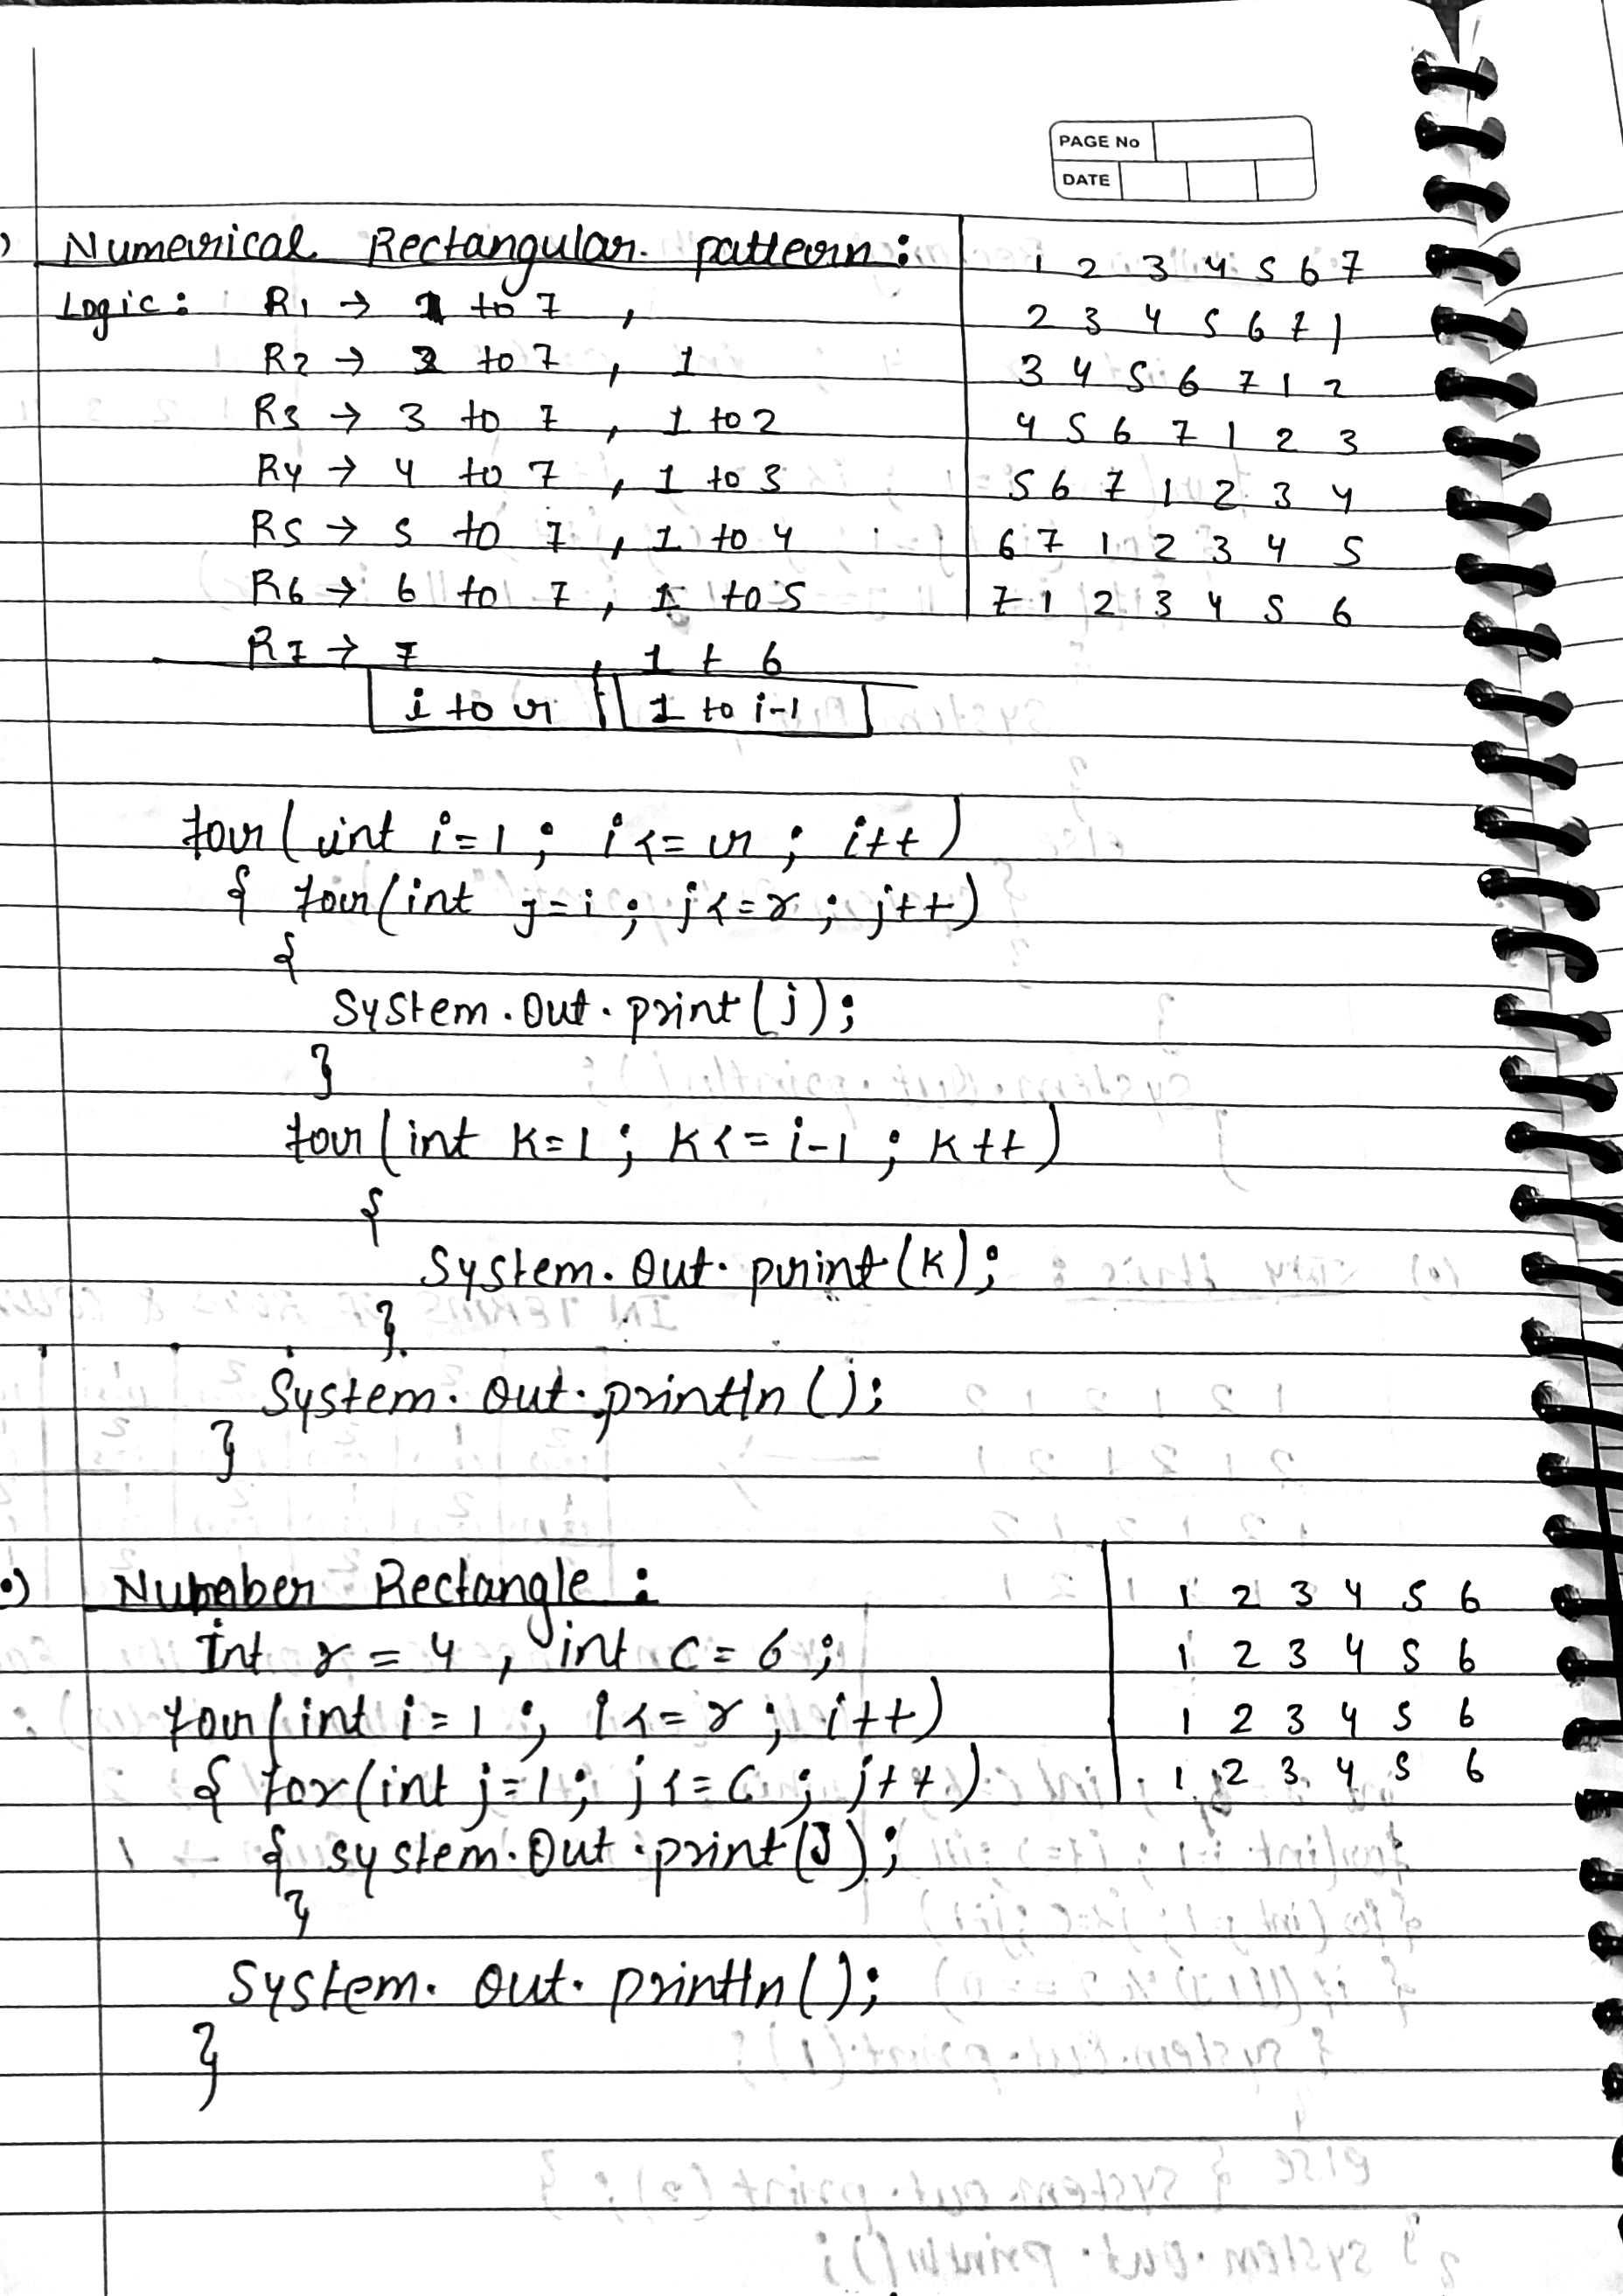 PAGE No
DATE
Numerical Rectangular pattern :
Logic : R1 → 1 to 7 ,
R2 → 2 to 7 , 1
R3 → 3 to 7 , 1 to 2
R4 → 4 to 7 , 1 to 3
R5 → 5 to 7 , 1 to 4
R6 → 6 to 7 , 1 to 5
R7 → 7 , 1 t 6
i to r 1 to i-1
1 2 3 4 5 6 7
2 3 4 5 6 7 1
3 4 5 6 7 1 2
4 5 6 7 1 2 3
5 6 7 1 2 3 4
6 7 1 2 3 4 5
7 1 2 3 4 5 6
for(int i=1 ; i<=r ; i++)
{ for(int j=i ; j<=r ; j++)
{
System.out.print(j);
}
for(int k=1 ; k<=i-1 ; k++)
{
System.out.print(k);
}
System.out.println();
}
Number Rectangle :
Int r = 4 , int c = 6 ;
for(int i=1 ; i<=r ; i++)
{ for(int j=1; j<=c ; j++)
{ system.out.print(J);
}
System.out.println();
}
1 2 3 4 5 6
1 2 3 4 5 6
1 2 3 4 5 6
1 2 3 4 5 6